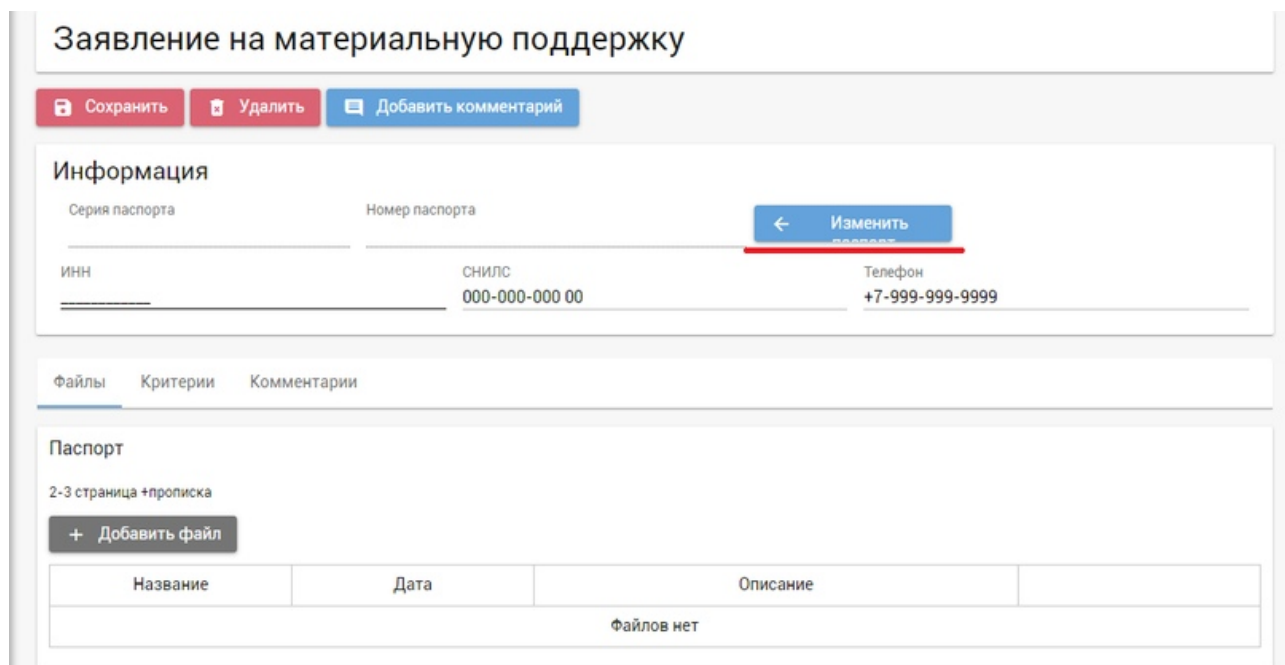 Заявление на материальную поддержку
Сохранить Удалить Добавить комментарий
Информация
Серия паспорта Номер паспорта
Изменить
паспорт
ИНН СНИЛС Телефон
____________ 000-000-000 00 +7-999-999-9999
Файлы Критерии Комментарии
Паспорт
2-3 страница +прописка
+ Добавить файл
Название Дата Описание
Файлов нет